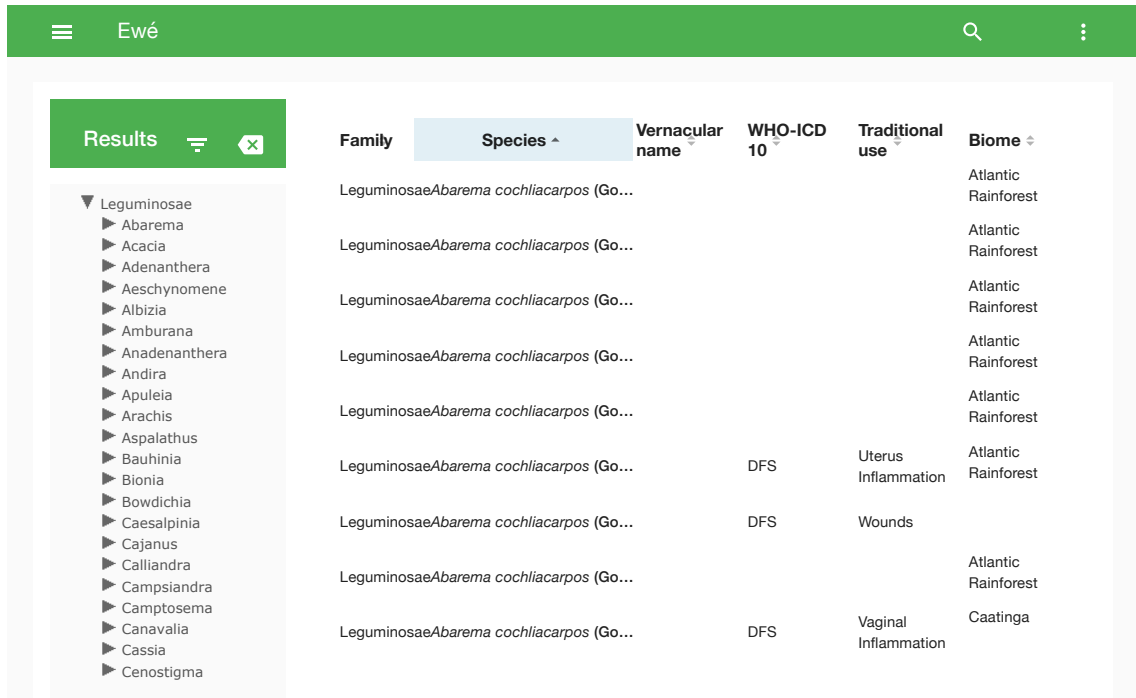 Ewé
Results
Leguminosae
Abarema
Acacia
Adenanthera
Aeschynomene
Albizia
Amburana
Anadenanthera
Andira
Apuleia
Arachis
Aspalathus
Bauhinia
Bionia
Bowdichia
Caesalpinia
Cajanus
Calliandra
Campsiandra
Camptosema
Canavalia
Cassia
Cenostigma
Family
Species
Vernacular
name
WHO-ICD
10
Traditional
use
Biome
LeguminosaeAbarema cochliacarpos (Go...
Atlantic
Rainforest
LeguminosaeAbarema cochliacarpos (Go...
Atlantic
Rainforest
LeguminosaeAbarema cochliacarpos (Go...
Atlantic
Rainforest
LeguminosaeAbarema cochliacarpos (Go...
Atlantic
Rainforest
LeguminosaeAbarema cochliacarpos (Go...
Atlantic
Rainforest
LeguminosaeAbarema cochliacarpos (Go...
DFS
Uterus
Inflammation
Atlantic
Rainforest
LeguminosaeAbarema cochliacarpos (Go...
DFS
Wounds
LeguminosaeAbarema cochliacarpos (Go...
Atlantic
Rainforest
LeguminosaeAbarema cochliacarpos (Go...
DFS
Vaginal
Inflammation
Caatinga